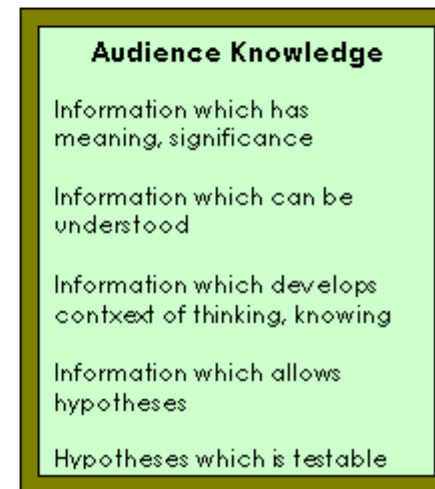 Audience Knowledge
Information which has
meaning, significance
Information which can be
understood
Information which develops
contxext of thinking, knowing
Information which allows
hypotheses
Hypotheses which is testable